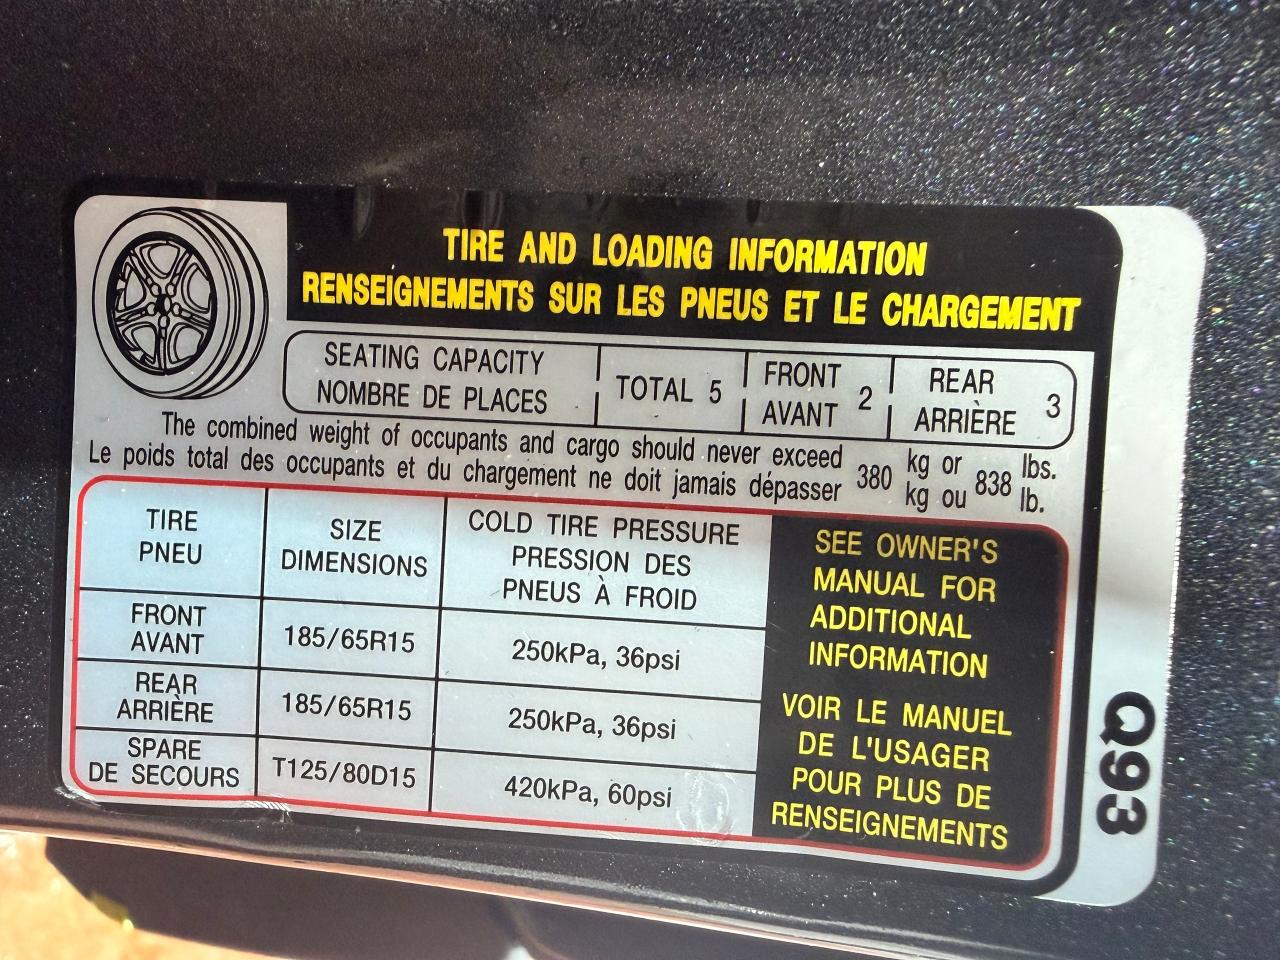 TIRE AND LOADING INFORMATION
RENSEIGNEMENTS SUR LES PNEUS ET LE CHARGEMENT
SEATING CAPACITY
NOMBRE DE PLACES
TOTAL 5
FRONT
AVANT
2
REAR
ARRIÈRE
3
The combined weight of occupants and cargo should never exceed 380 kg or 838 lbs.
Le poids total des occupants et du chargement ne doit jamais dépasser 380 kg ou 838 lb.
TIRE
PNEU
SIZE
DIMENSIONS
COLD TIRE PRESSURE
PRESSION DES
PNEUS À FROID
FRONT
AVANT
185/65R15
250kPa, 36psi
REAR
ARRIÈRE
185/65R15
250kPa, 36psi
SPARE
DE SECOURS
T125/80D15
420kPa, 60psi
SEE OWNER'S
MANUAL FOR
ADDITIONAL
INFORMATION
VOIR LE MANUEL
DE L'USAGER
POUR PLUS DE
RENSEIGNEMENTS
Q93